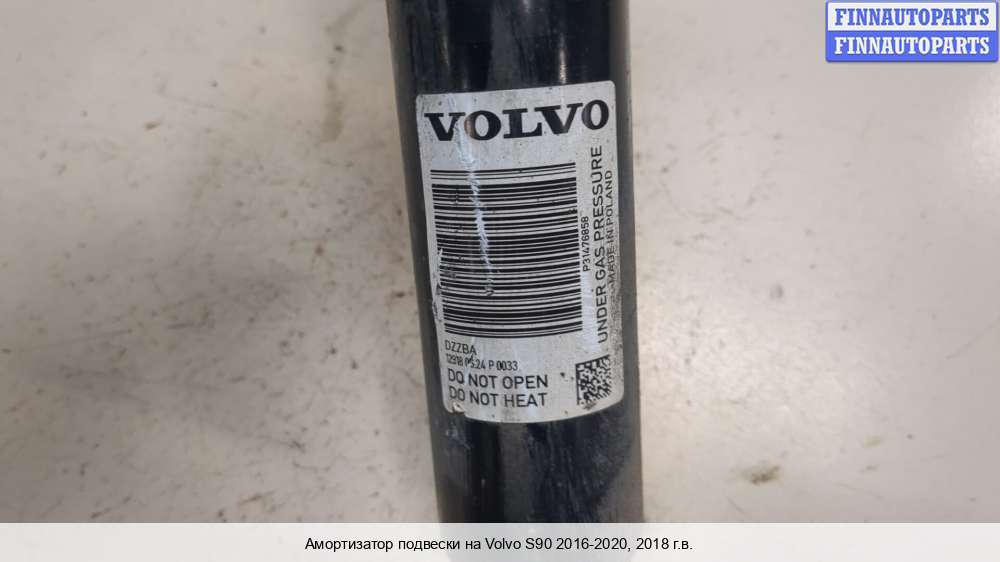 FINNAUTOPARTS
FINNAUTOPARTS
VOLVO
P31476858
UNDER GAS PRESSURE
MADE IN POLAND
DZZBA
DO NOT OPEN
DO NOT HEAT
Амортизатор подвески на Volvo S90 2016-2020, 2018 г.в.